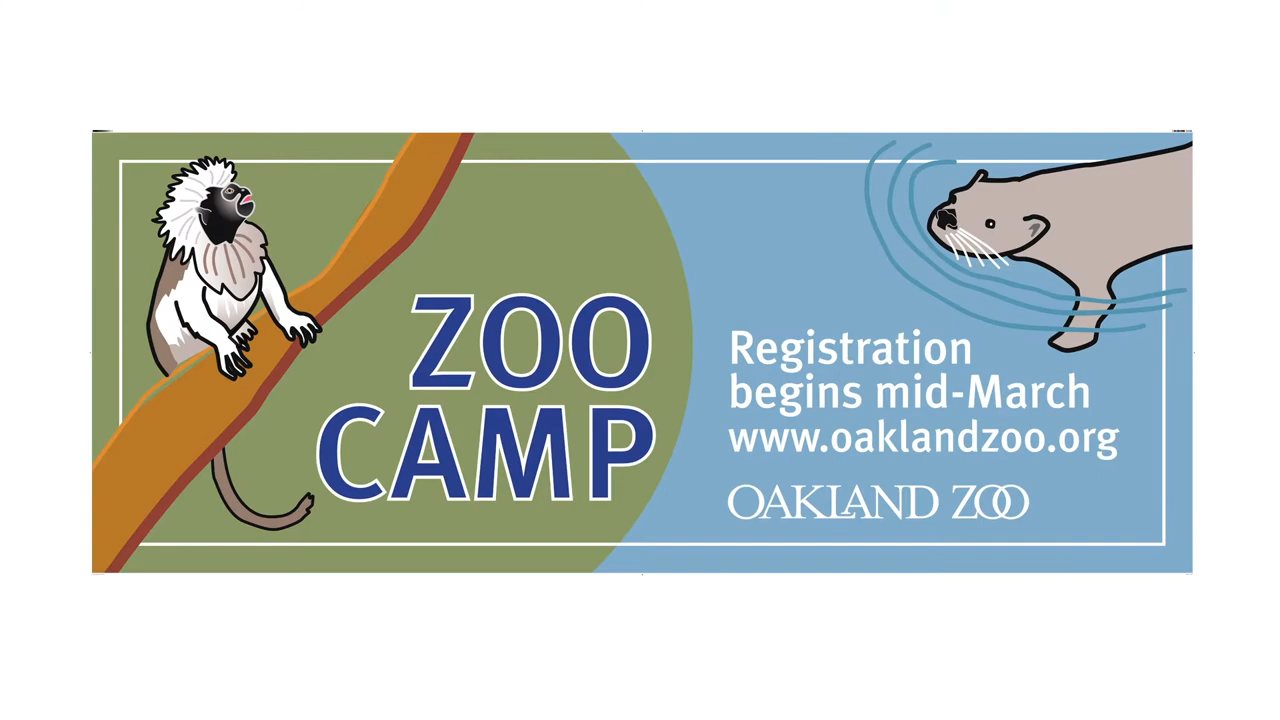 ZOO
CAMP
Registration
begins mid-March
www.oaklandzoo.org
OAKLAND ZOO